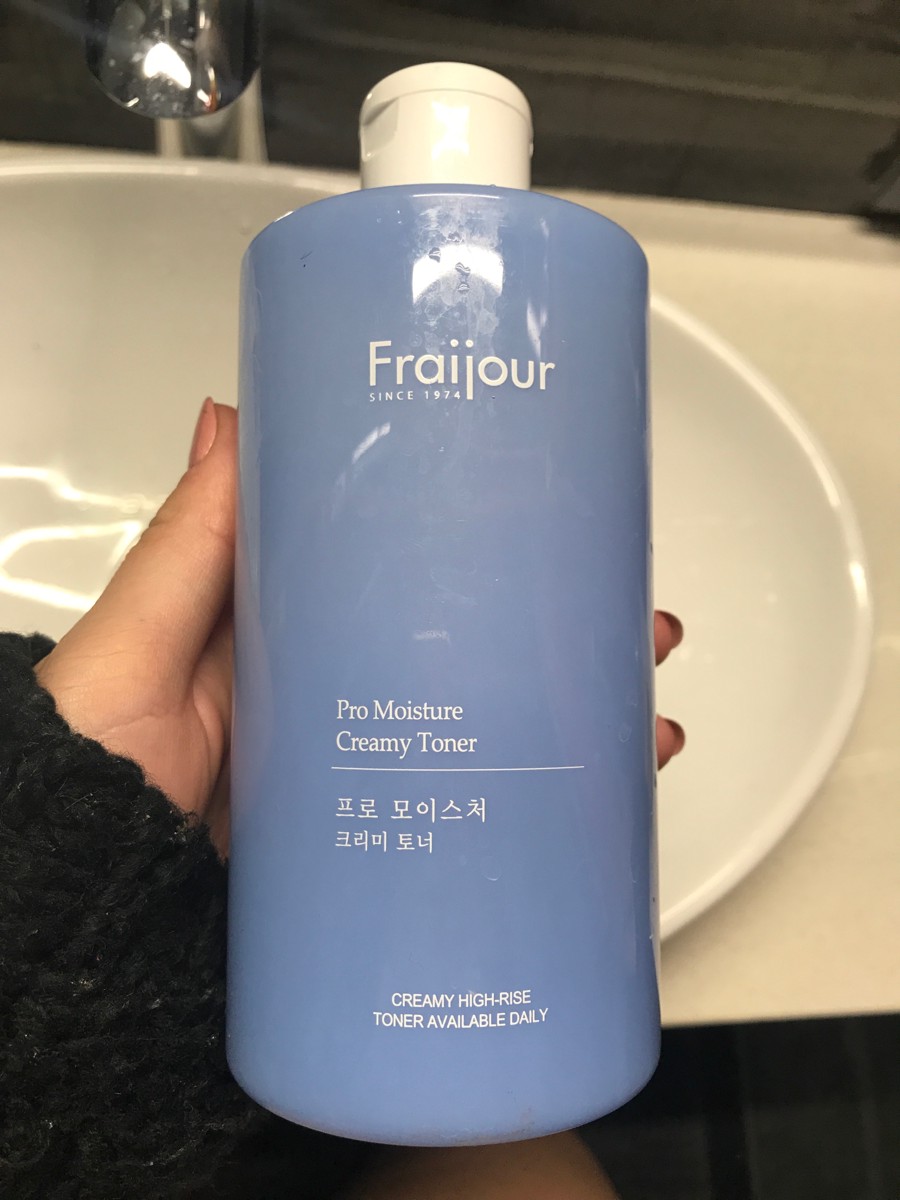 Fraijour
SINCE 1974
Pro Moisture
Creamy Toner
프로 모이스처
크리미 토너
CREAMY HIGH-RISE
TONER AVAILABLE DAILY